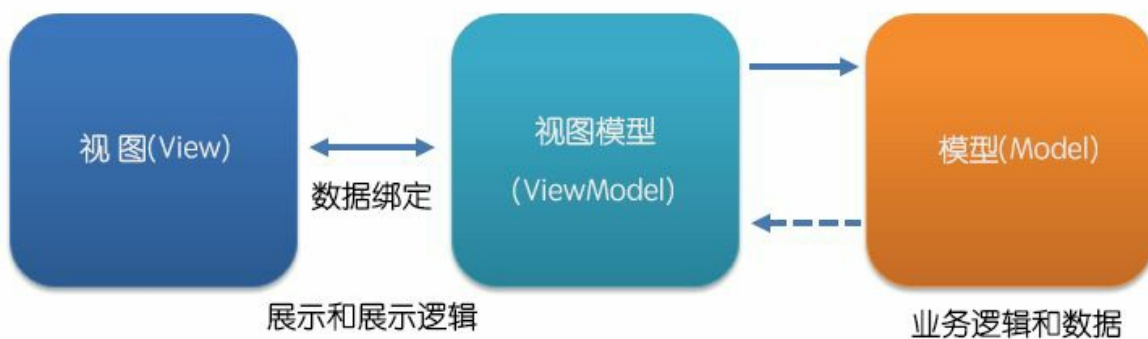 视 图(View)
数据绑定
视图模型
(ViewModel)
模型(Model)
展示和展示逻辑
业务逻辑和数据